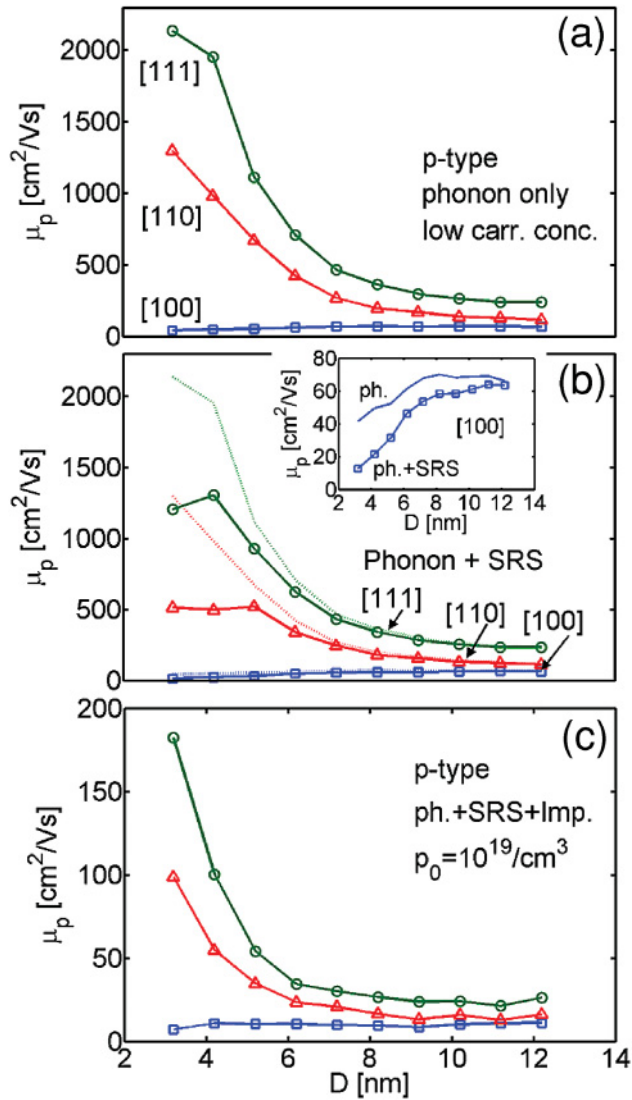 (a)
2000
1500
1000
500
0
μp [cm²/Vs]
[111]
[110]
[100]
p-type
phonon only
low carr. conc.
(b)
2000
1500
1000
500
0
μp [cm²/Vs]
80
60
40
20
0
μp [cm²/Vs]
ph.
[100]
ph.+SRS
2 4 6 8 10 12 14
D [nm]
Phonon + SRS
[111]
[110]
[100]
(c)
200
150
100
50
0
μp [cm²/Vs]
p-type
ph.+SRS+Imp.
p₀=10¹⁹/cm³
2 4 6 8 10 12 14
D [nm]